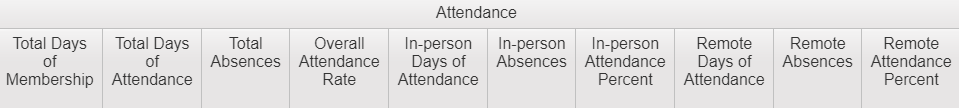 Attendance
Total Days of Membership
Total Days of Attendance
Total Absences
Overall Attendance Rate
In-person Days of Attendance
In-person Absences
In-person Attendance Percent
Remote Days of Attendance
Remote Absences
Remote Attendance Percent